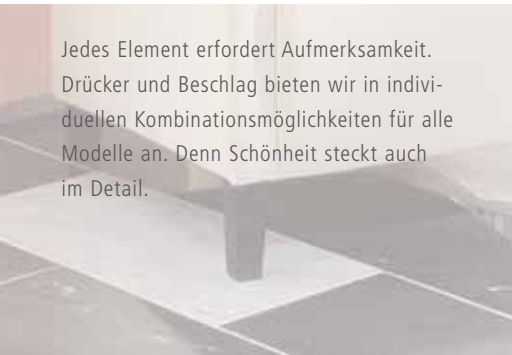 Jedes Element erfordert Aufmerksamkeit.
Drücker und Beschlag bieten wir in indivi-
duellen Kombinationsmöglichkeiten für alle
Modelle an. Denn Schönheit steckt auch
im Detail.